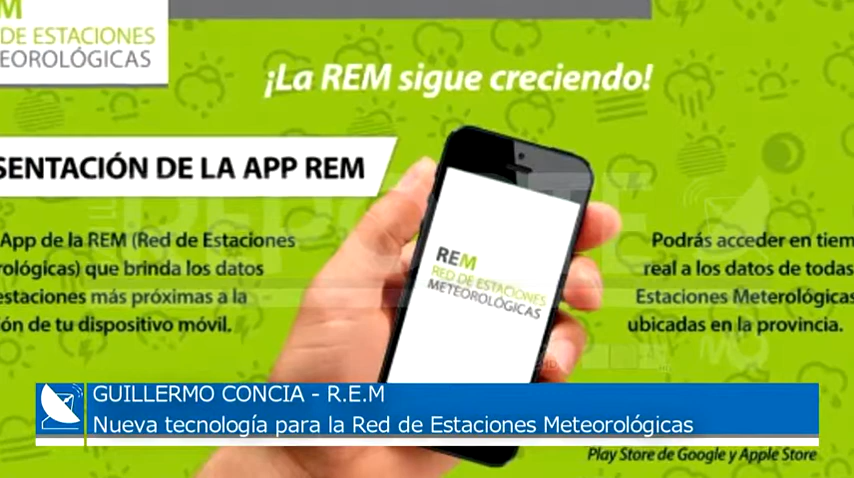 M
DE ESTACIONES
EOROLÓGICAS
¡La REM sigue creciendo!
SENTACIÓN DE LA APP REM
App de la REM (Red de Estaciones
rológicas) que brinda los datos
estaciones más próximas a la
ión de tu dispositivo móvil.
REM
RED DE ESTACIONES
METEOROLÓGICAS
Podrás acceder en tiem
real a los datos de todas
Estaciones Meterológicas
ubicadas en la provincia.
REPORTE
GUILLERMO CONCIA - R.E.M
Nueva tecnología para la Red de Estaciones Meteorológicas
Play Store de Google y Apple Store